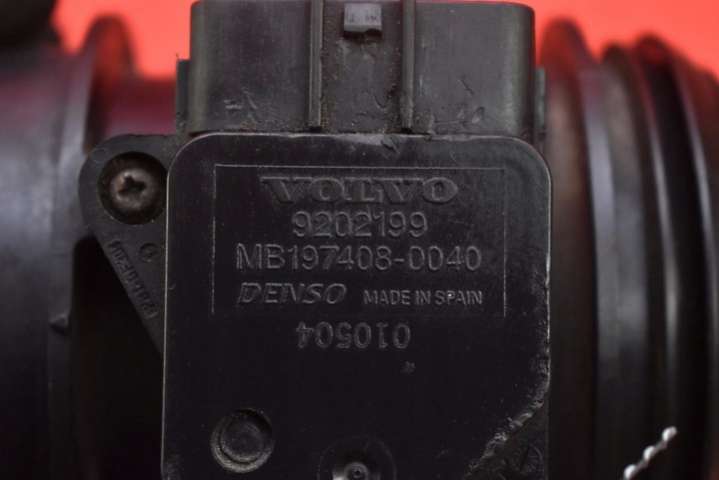 VOLVO
9202199
MB197408-0040
DENSO MADE IN SPAIN
010504